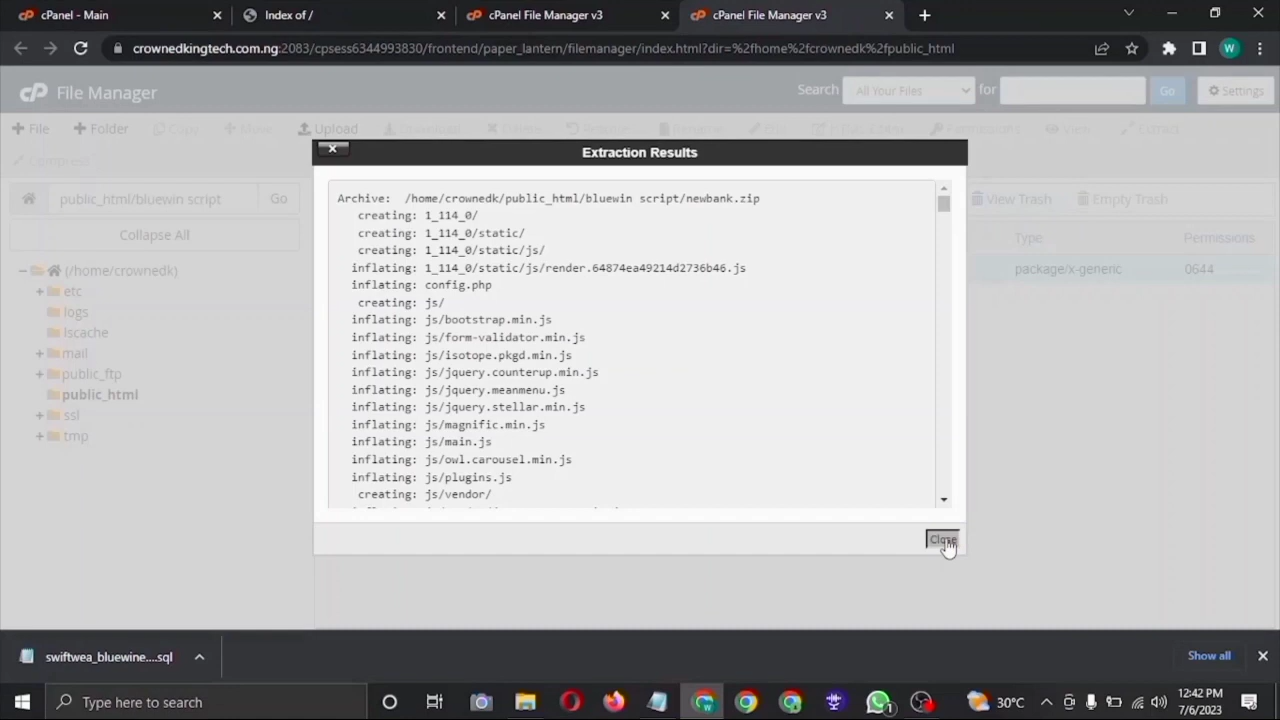 cPanel - Main
Index of /
cPanel File Manager v3
cPanel File Manager v3
crownedkingtech.com.ng:2083/cpsess6344993830/frontend/paper_lantern/filemanager/index.html?dir=%2fhome%2fcrownedk%2fpublic_html
W
cP File Manager
Search All Your Files for Go Settings
File Folder Copy Move Upload Download Delete Restore Rename Edit Permissions View Extract
Compress
Extraction Results
public_html/bluewin script Go
View Trash Empty Trash
Collapse All
Type Permissions
package/x-generic 0644
(/home/crownedk)
etc
logs
lscache
mail
public_ftp
public_html
ssl
tmp
Archive: /home/crownedk/public_html/bluewin script/newbank.zip
creating: 1_114_0/
creating: 1_114_0/static/
creating: 1_114_0/static/js/
inflating: 1_114_0/static/js/render.64874ea49214d2736b46.js
inflating: config.php
creating: js/
inflating: js/bootstrap.min.js
inflating: js/form-validator.min.js
inflating: js/isotope.pkgd.min.js
inflating: js/jquery.counterup.min.js
inflating: js/jquery.meanmenu.js
inflating: js/jquery.stellar.min.js
inflating: js/magnific.min.js
inflating: js/main.js
inflating: js/owl.carousel.min.js
inflating: js/plugins.js
creating: js/vendor/
Close
swiftwea_bluewine....sql
Show all
Type here to search
1
30°C
12:42 PM
7/6/2023